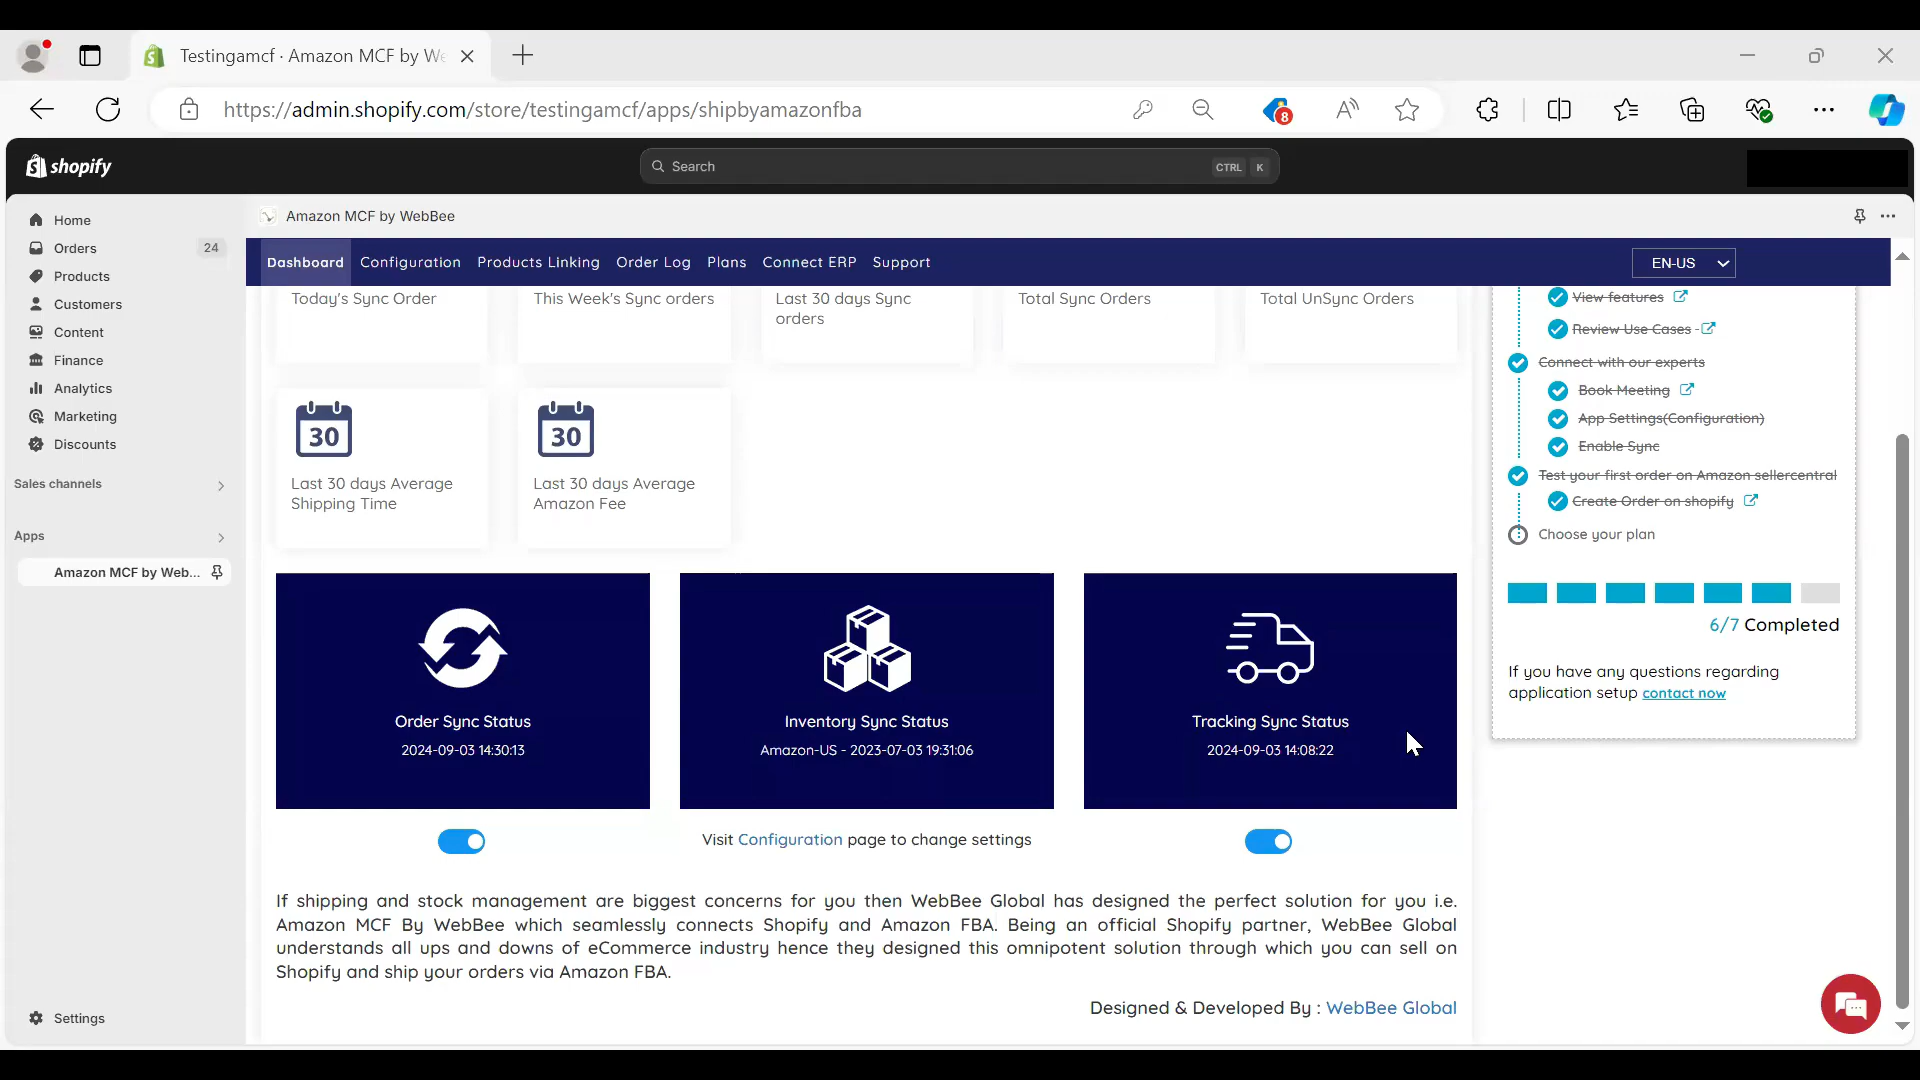 Testingamcf · Amazon MCF by We
https://admin.shopify.com/store/testingamcf/apps/shipbyamazonfba
8
shopify
Search
CTRL K
Home
Orders 24
Products
Customers
Content
Finance
Analytics
Marketing
Discounts
Sales channels
Apps
Amazon MCF by Web...
Settings
Amazon MCF by WebBee
Dashboard Configuration Products Linking Order Log Plans Connect ERP Support
EN-US
Today's Sync Order
This Week's Sync orders
Last 30 days Sync
orders
Total Sync Orders
Total UnSync Orders
30
Last 30 days Average
Shipping Time
30
Last 30 days Average
Amazon Fee
Order Sync Status
2024-09-03 14:30:13
Inventory Sync Status
Amazon-US - 2023-07-03 19:31:06
Tracking Sync Status
2024-09-03 14:08:22
Visit Configuration page to change settings
If shipping and stock management are biggest concerns for you then WebBee Global has designed the perfect solution for you i.e.
Amazon MCF By WebBee which seamlessly connects Shopify and Amazon FBA. Being an official Shopify partner, WebBee Global
understands all ups and downs of eCommerce industry hence they designed this omnipotent solution through which you can sell on
Shopify and ship your orders via Amazon FBA.
Designed & Developed By : WebBee Global
View features
Review Use Cases -
Connect with our experts
Book Meeting
App Settings(Configuration)
Enable Sync
Test your first order on Amazon sellercentral
Create Order on shopify
Choose your plan
6/7 Completed
If you have any questions regarding
application setup contact now